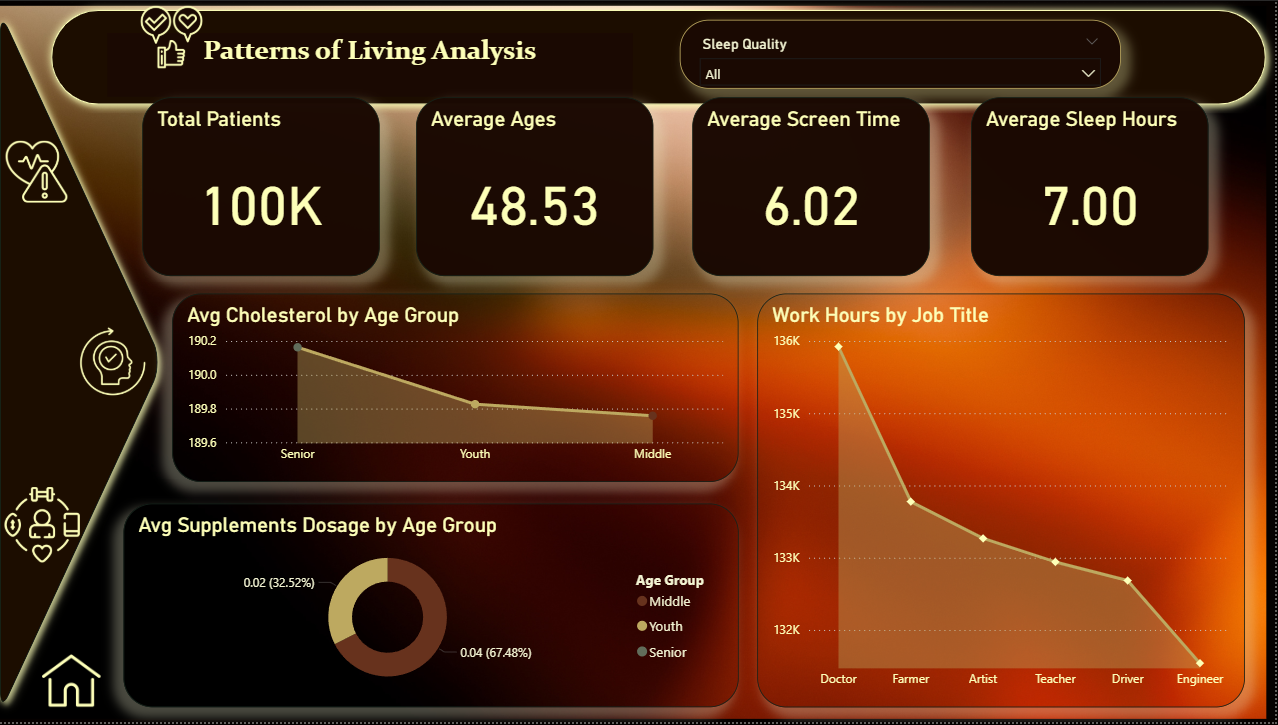 Patterns of Living Analysis
Sleep Quality
All
Total Patients
100K
Average Ages
48.53
Average Screen Time
6.02
Average Sleep Hours
7.00
Avg Cholesterol by Age Group
190.2
190.0
189.8
189.6
Senior Youth Middle
Work Hours by Job Title
136K
135K
134K
133K
132K
Doctor Farmer Artist Teacher Driver Engineer
Avg Supplements Dosage by Age Group
0.02 (32.52%)
0.04 (67.48%)
Age Group
Middle
Youth
Senior